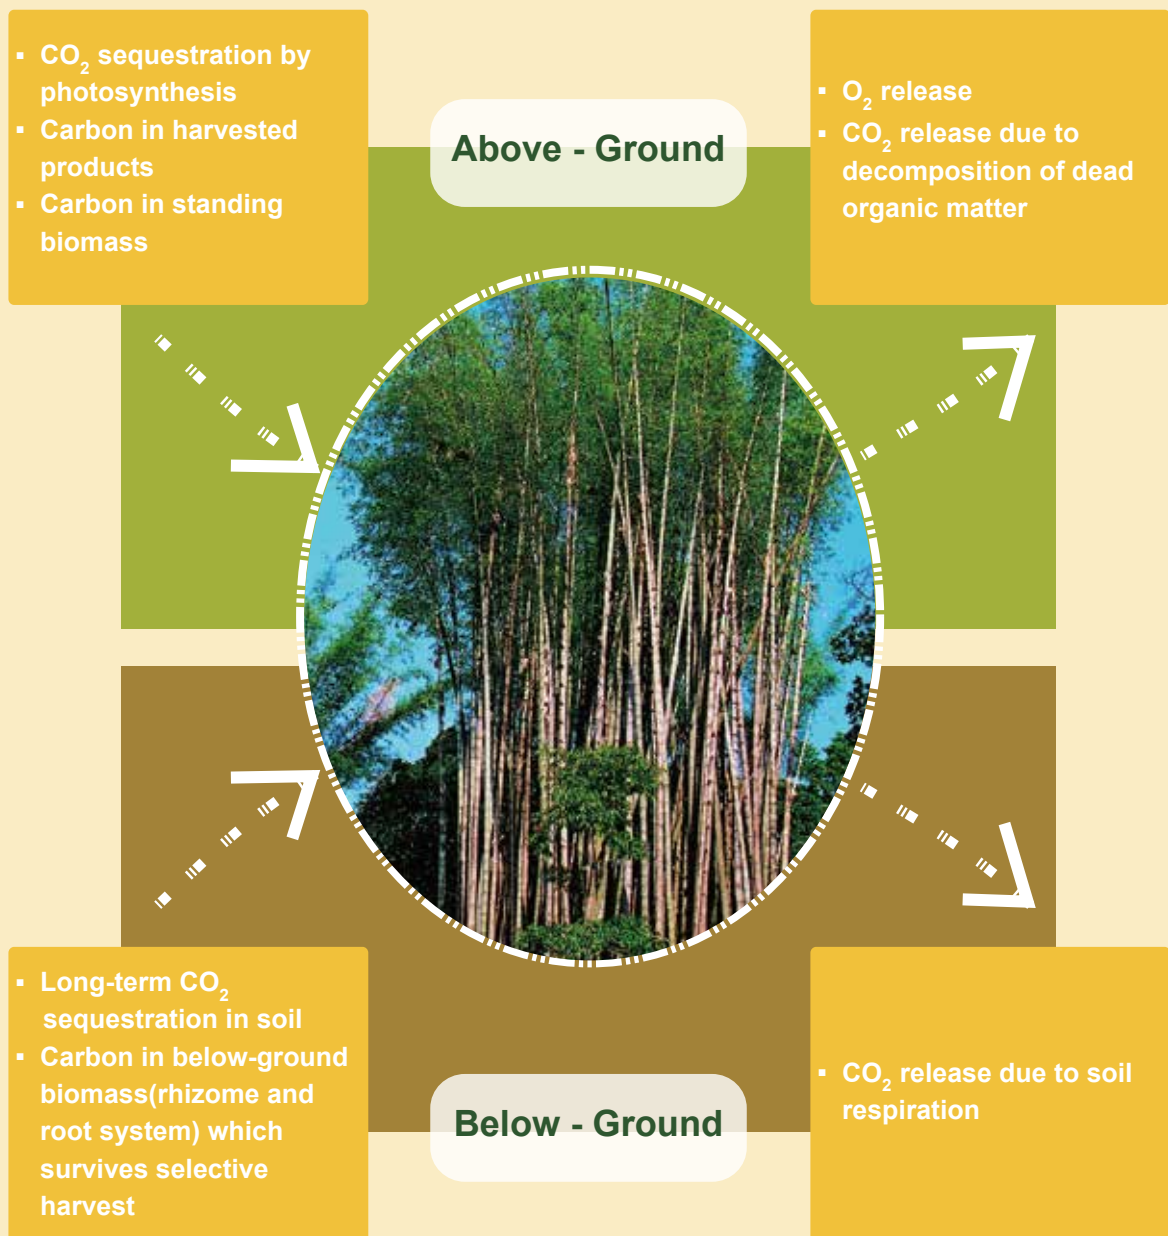 ▪ CO₂ sequestration by
photosynthesis
▪ Carbon in harvested
products
▪ Carbon in standing
biomass
Above - Ground
▪ O₂ release
▪ CO₂ release due to
decomposition of dead
organic matter
▪ Long-term CO₂
sequestration in soil
▪ Carbon in below-ground
biomass(rhizome and
root system) which
survives selective
harvest
Below - Ground
▪ CO₂ release due to soil
respiration